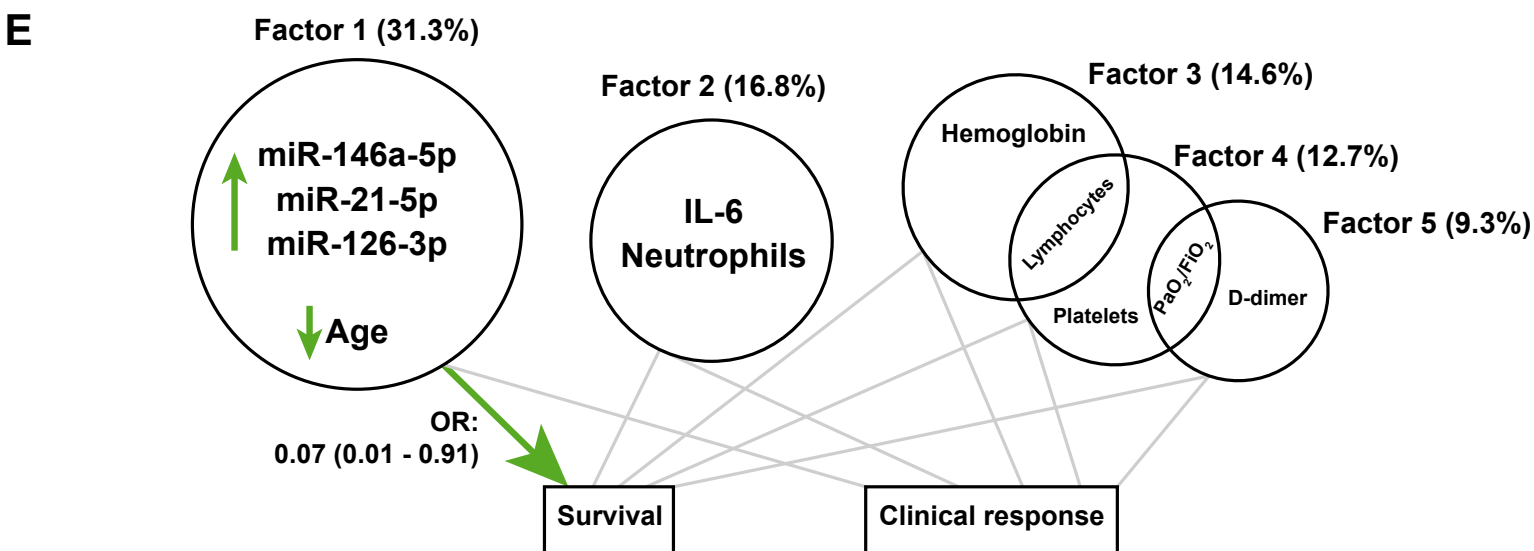 E
Factor 1 (31.3%)
miR-146a-5p
miR-21-5p
miR-126-3p
Age
Factor 2 (16.8%)
IL-6
Neutrophils
Factor 3 (14.6%)
Hemoglobin
Lymphocytes
Factor 4 (12.7%)
Platelets
PaO₂/FiO₂
Factor 5 (9.3%)
D-dimer
OR:
0.07 (0.01 - 0.91)
Survival
Clinical response